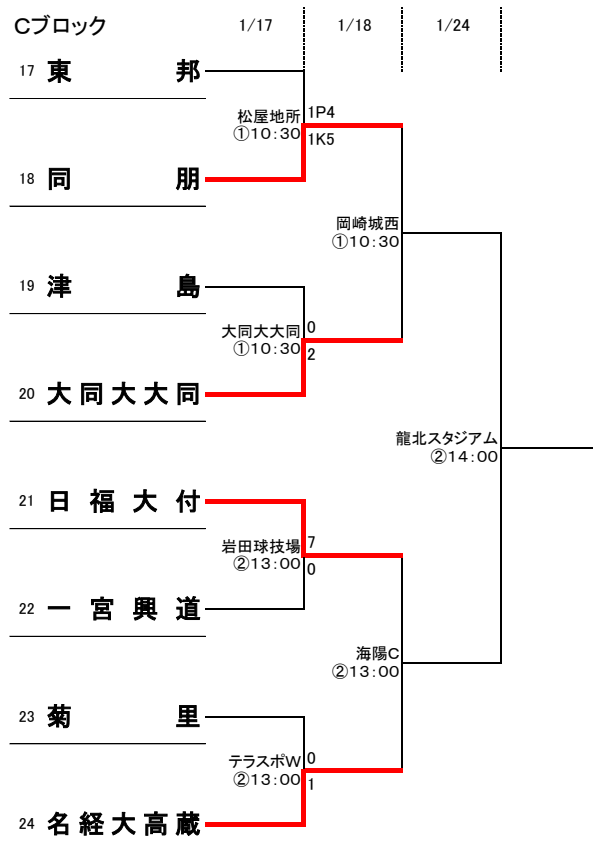 Cブロック
1/17
1/18
1/24
17 東邦
松屋地所
①10:30
1P4
1K5
18 同朋
岡崎城西
①10:30
19 津島
大同大大同
①10:30
0
2
20 大同大大同
龍北スタジアム
②14:00
21 日福大付
岩田球技場
②13:00
7
0
22 一宮興道
海陽C
②13:00
23 菊里
テラスポW
②13:00
0
1
24 名経大高蔵